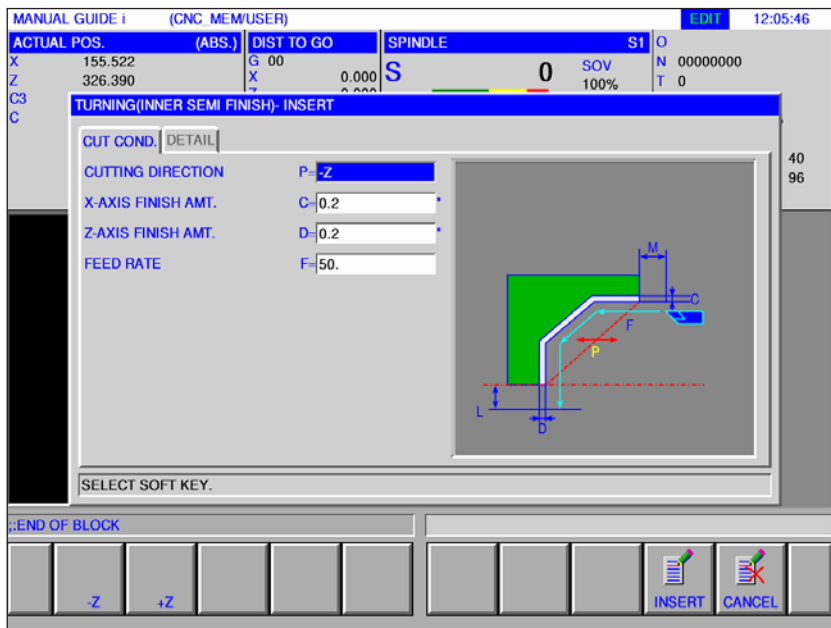 MANUAL GUIDE i (CNC_MEM/USER) EDIT 12:05:46
ACTUAL POS. (ABS.) DIST TO GO SPINDLE S1 O
X 155.522 G 00 S 0 SOV N 00000000
Z 326.390 X 0.000 100% T 0
C3
C
TURNING(INNER SEMI FINISH)- INSERT
CUT COND. DETAIL
CUTTING DIRECTION P=-Z
X-AXIS FINISH AMT. C=0.2 *
Z-AXIS FINISH AMT. D=0.2 *
FEED RATE F=50.
40
96
M
C
F
P
L
D
SELECT SOFT KEY.
;:END OF BLOCK
-Z +Z INSERT CANCEL